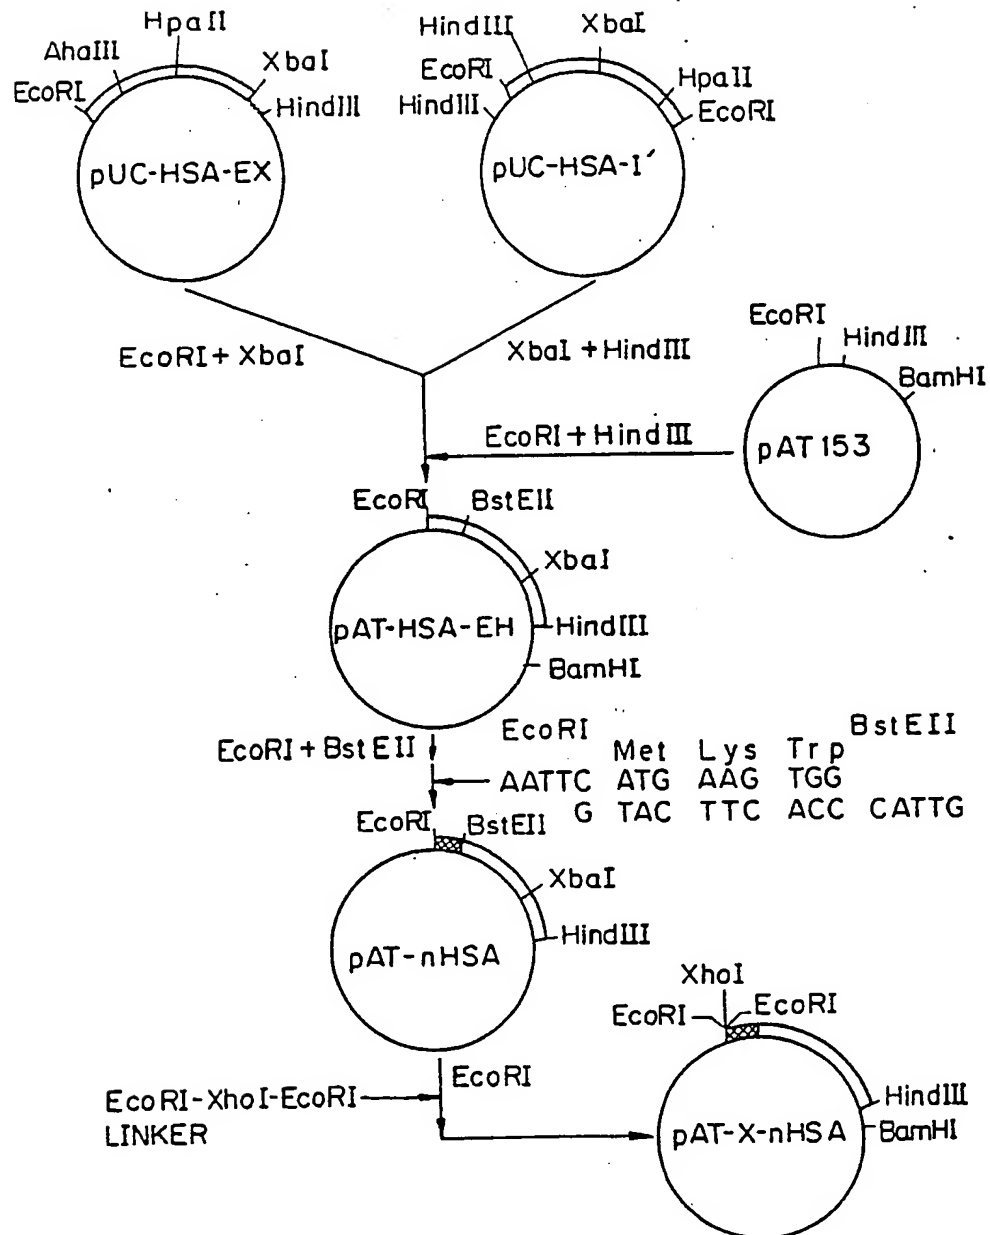 HpaII
AhaIII
XbaI
EcoRI
HindIII
pUC-HSA-EX
HindIII
XbaI
EcoRI
HpaII
HindIII
EcoRI
pUC-HSA-I′
EcoRI + XbaI
XbaI + HindIII
EcoRI
HindIII
BamHI
pAT153
EcoRI + HindIII
EcoRI
BstEII
XbaI
pAT-HSA-EH
HindIII
BamHI
EcoRI + BstEII
EcoRI
BstEII
Met Lys Trp
AATTC ATG AAG TGG
G TAC TTC ACC CATTG
EcoRI
BstEII
XbaI
HindIII
pAT-nHSA
XhoI
EcoRI
EcoRI
EcoRI
EcoRI-XhoI-EcoRI
LINKER
HindIII
BamHI
pAT-X-nHSA